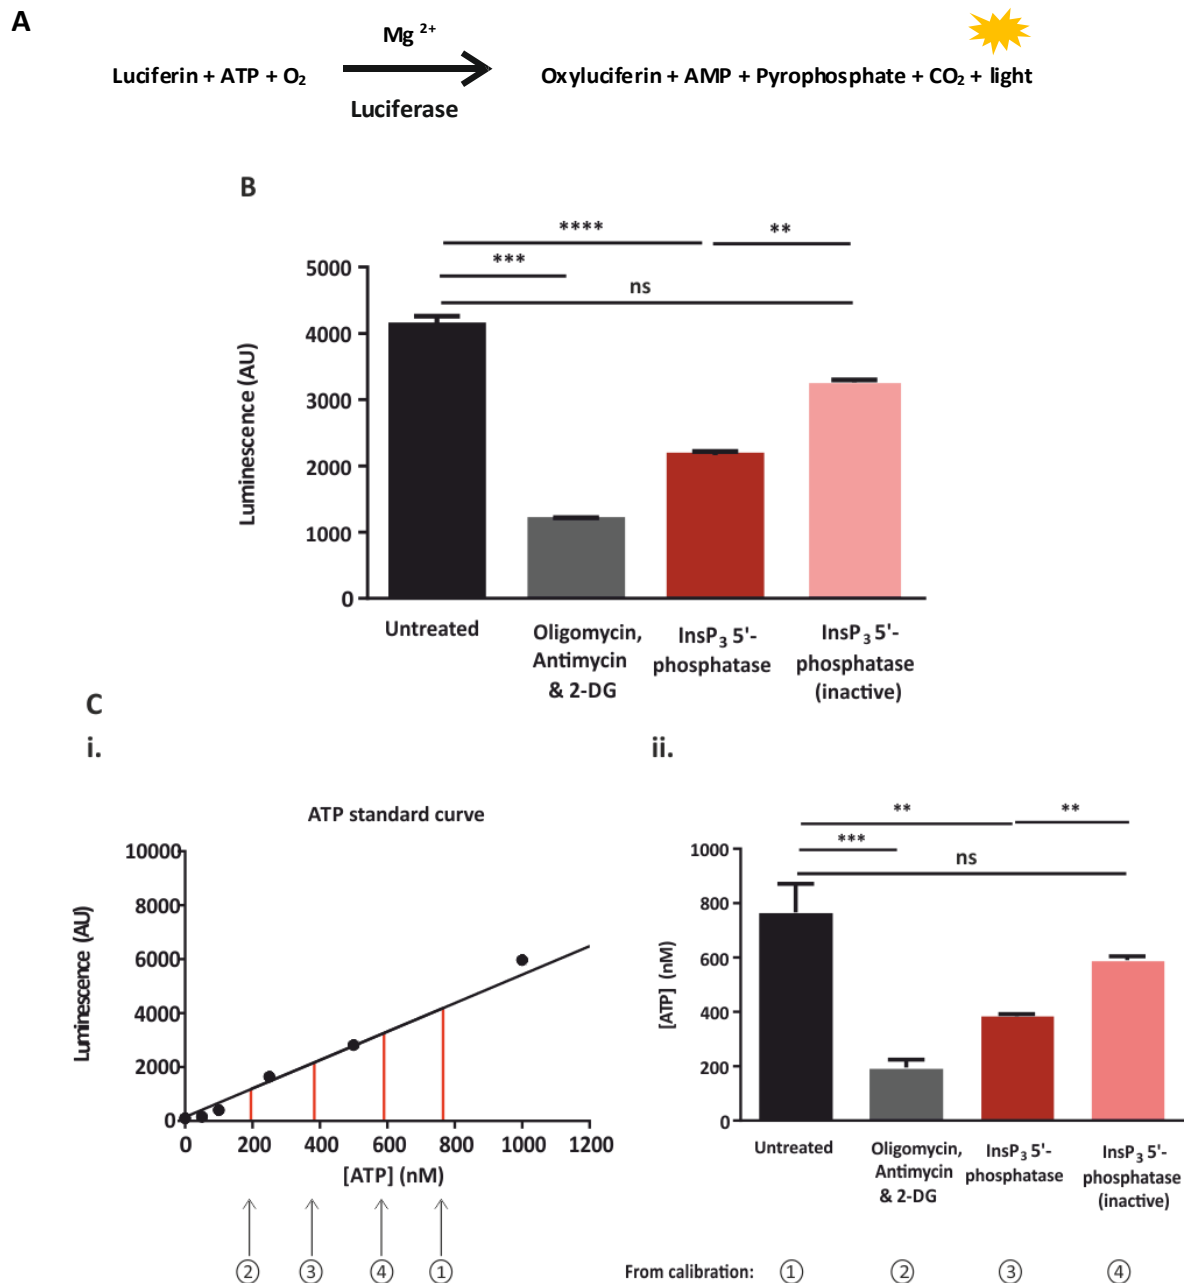 A
Mg 2+
Luciferin + ATP + O2
Oxyluciferin + AMP + Pyrophosphate + CO2 + light
Luciferase
B
****
**
***
ns
5000
4000
3000
2000
1000
0
Luminescence (AU)
Untreated
Oligomycin,
Antimycin
& 2-DG
InsP3 5'-
phosphatase
InsP3 5'-
phosphatase
(inactive)
C
i.
ATP standard curve
10000
8000
6000
4000
2000
0
Luminescence (AU)
0 200 400 600 800 1000 1200
[ATP] (nM)
2 3 4 1
ii.
**
**
***
ns
1000
800
600
400
200
0
[ATP] (nM)
Untreated
Oligomycin,
Antimycin
& 2-DG
InsP3 5'-
phosphatase
InsP3 5'-
phosphatase
(inactive)
From calibration: 1 2 3 4